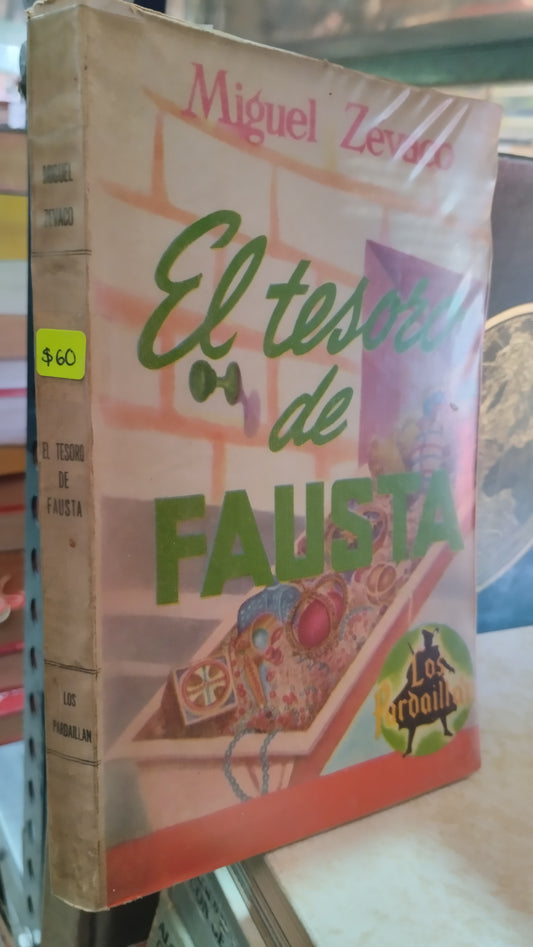 Miguel Zevaco
El tesoro
de
FAUSTA
Los
Pardaillan
MIGUEL
ZEVACO
$60
EL TESORO
DE
FAUSTA
LOS
PARDAILLAN